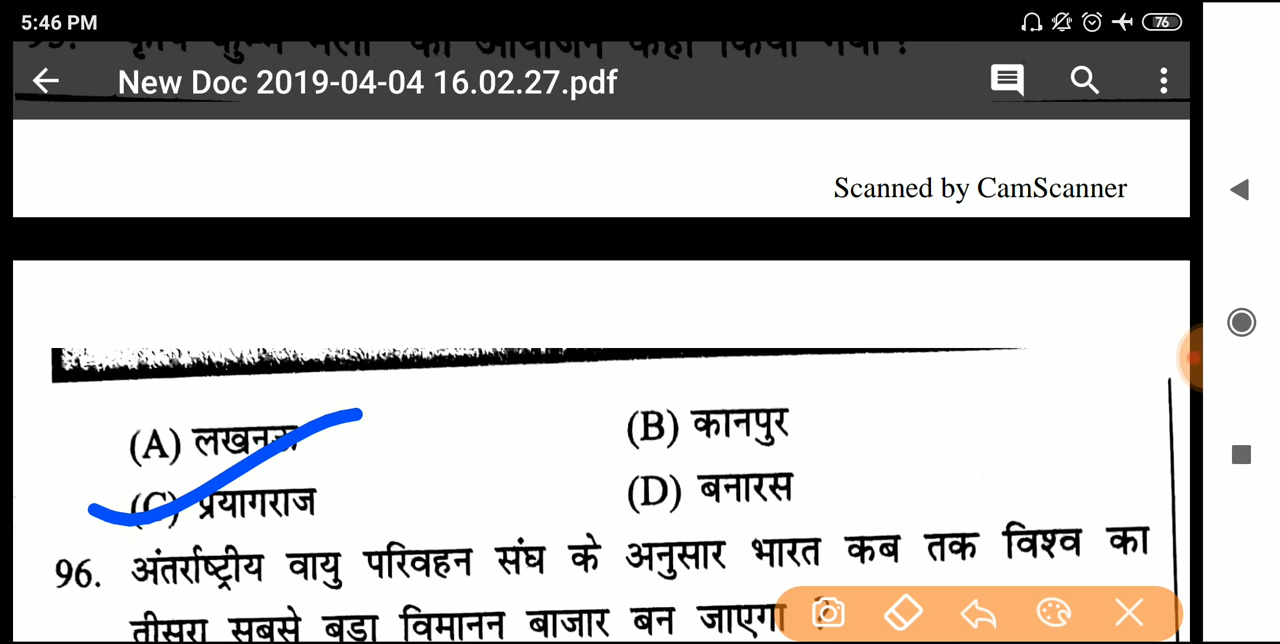 5:46 PM
76
New Doc 2019-04-04 16.02.27.pdf
Scanned by CamScanner
(A) लखनऊ
(B) कानपुर
(C) प्रयागराज
(D) बनारस
96. अंतर्राष्ट्रीय वायु परिवहन संघ के अनुसार भारत कब तक विश्व का
तीसरा सबसे बड़ा विमानन बाजार बन जाएगा ?